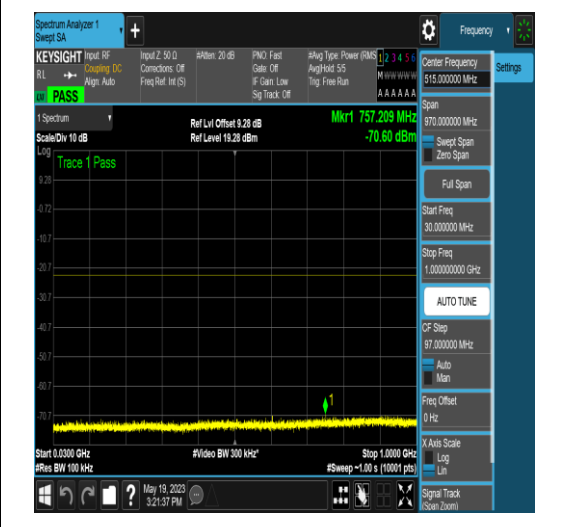 Spectrum Analyzer 1
Swept SA
+
Frequency
KEYSIGHT
RL
PASS
Input: RF
Coupling: DC
Align: Auto
Input Z: 50 Ω
Corrections: Off
Freq Ref: Int (S)
#Atten: 20 dB
PNO: Fast
Gate: Off
IF Gain: Low
Sig Track: Off
#Avg Type: Power (RMS
Avg|Hold: 5/5
Trig: Free Run
1 2 3 4 5 6
M W W W W W
A A A A A A
1 Spectrum
Scale/Div 10 dB
Ref Lvl Offset 9.28 dB
Ref Level 19.28 dBm
Mkr1 757.209 MHz
-70.60 dBm
Log
Trace 1 Pass
9.28
-0.72
-10.7
-20.7
-30.7
-40.7
-50.7
-60.7
-70.7
1
Start 0.0300 GHz
#Res BW 100 kHz
#Video BW 300 kHz*
Stop 1.0000 GHz
#Sweep ~1.00 s (10001 pts)
?
May 19, 2023
3:21:37 PM
Center Frequency
515.000000 MHz
Settings
Span
970.000000 MHz
Swept Span
Zero Span
Full Span
Start Freq
30.000000 MHz
Stop Freq
1.000000000 GHz
AUTO TUNE
CF Step
97.000000 MHz
Auto
Man
Freq Offset
0 Hz
X Axis Scale
Log
Lin
Signal Track
(Span Zoom)